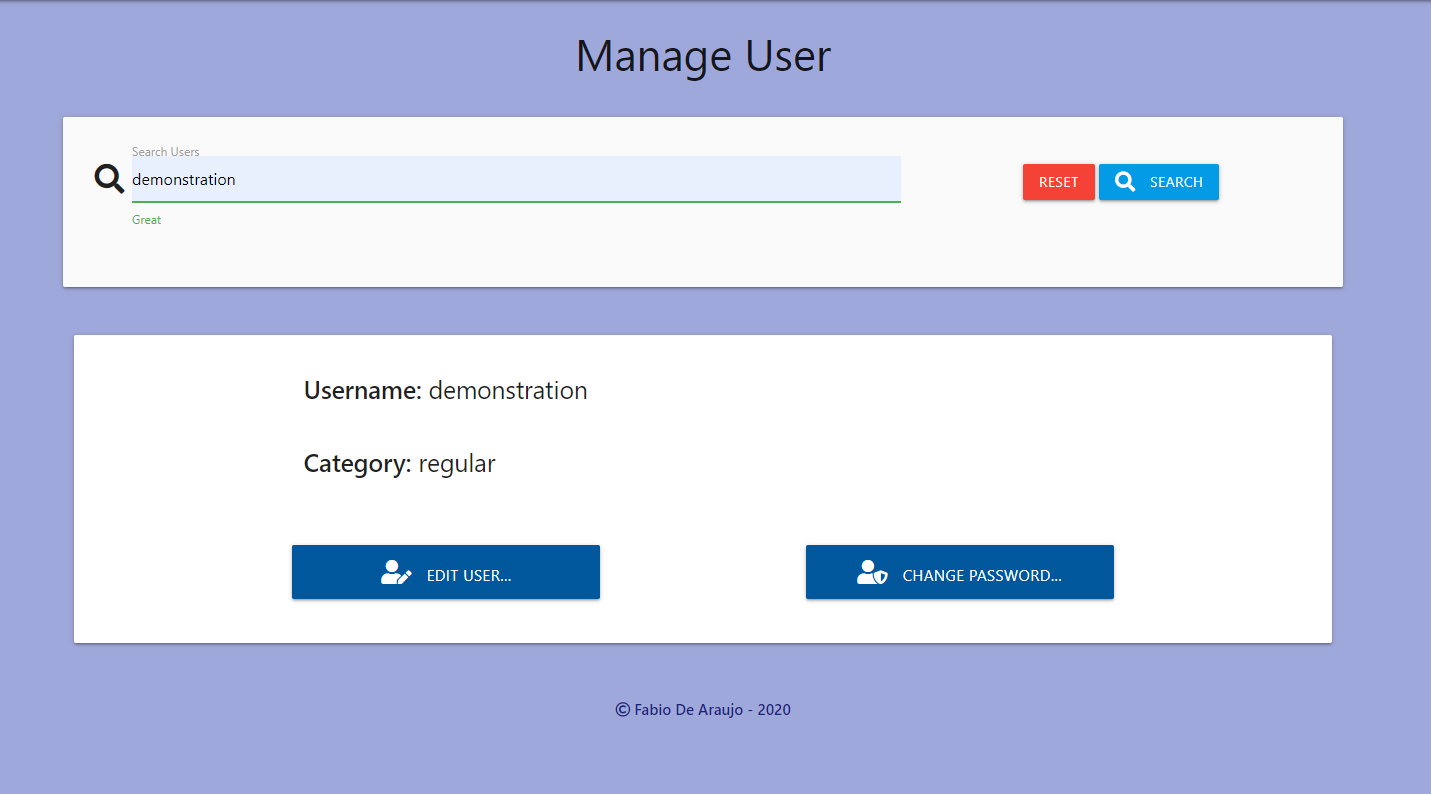 Manage User
Search Users
demonstration
RESET
SEARCH
Great
Username: demonstration
Category: regular
EDIT USER...
CHANGE PASSWORD...
© Fabio De Araujo - 2020